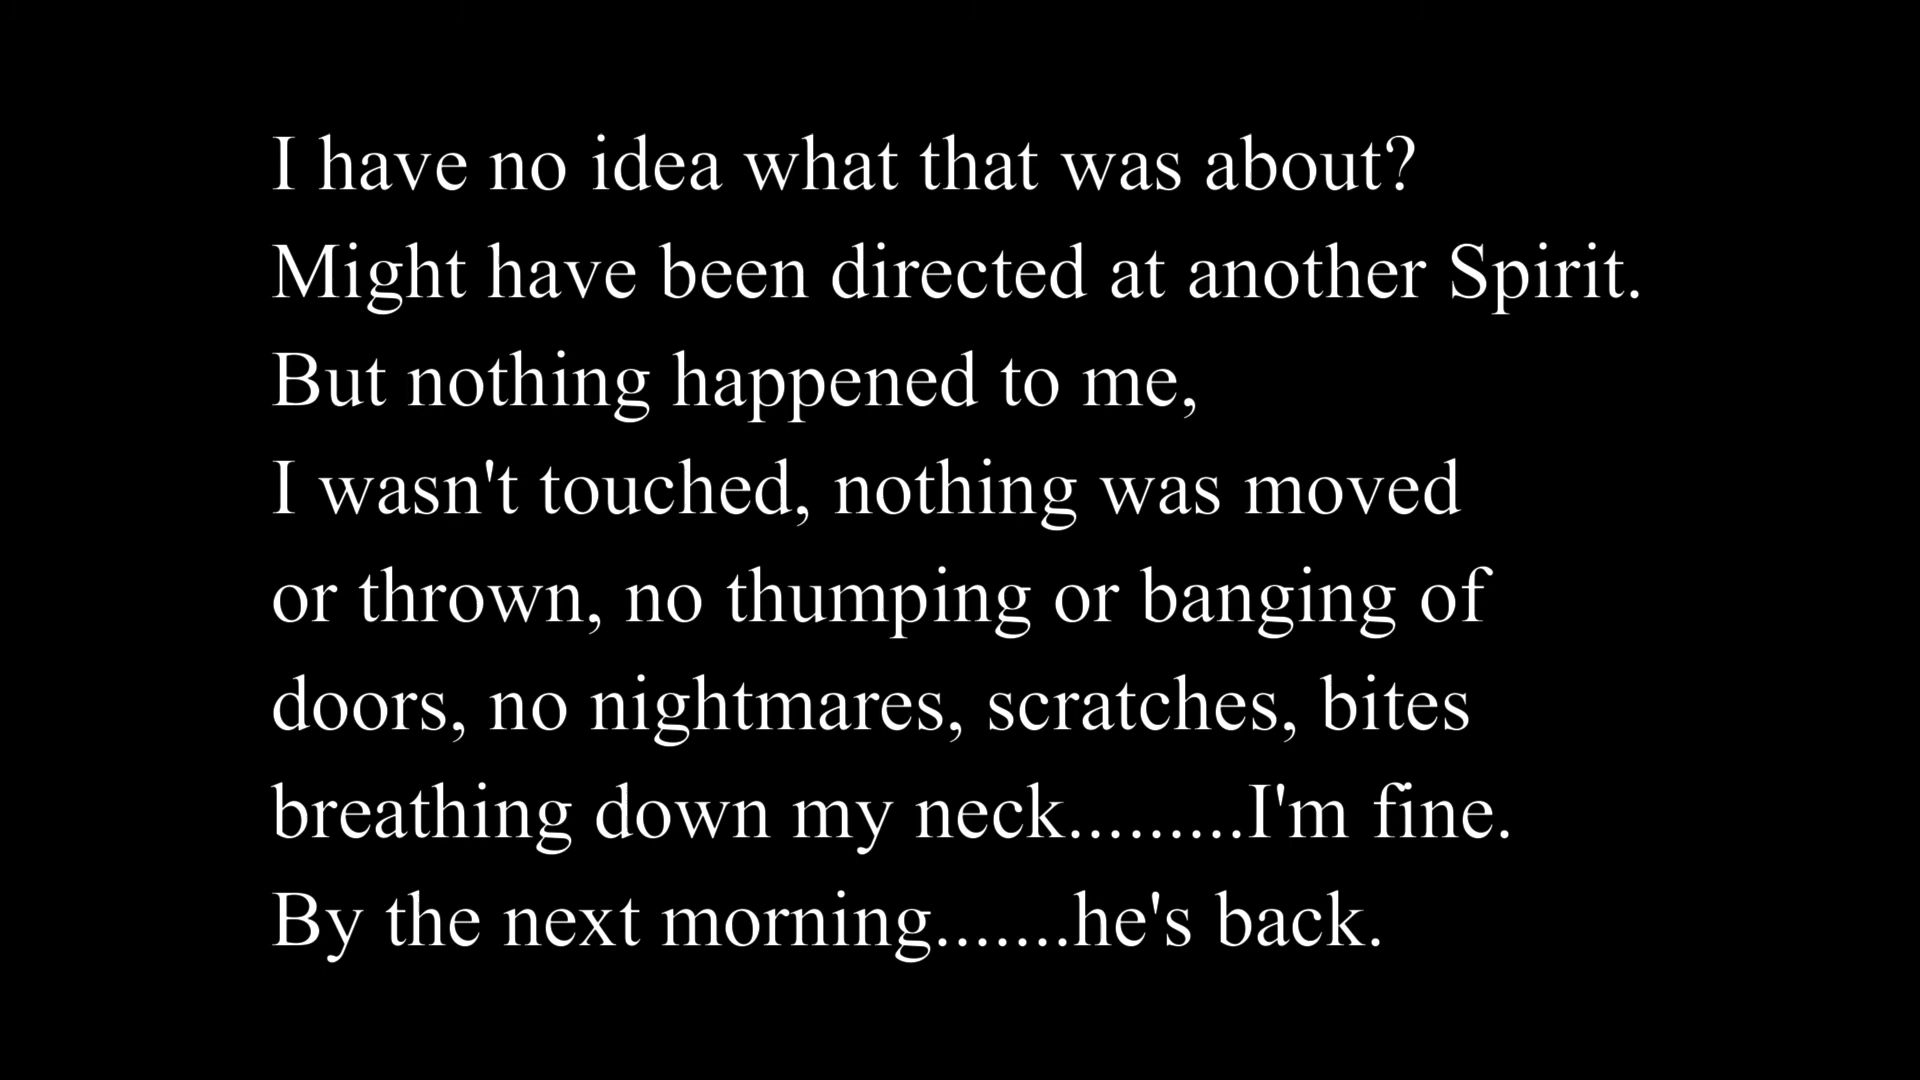 I have no idea what that was about?
Might have been directed at another Spirit.
But nothing happened to me,
I wasn't touched, nothing was moved
or thrown, no thumping or banging of
doors, no nightmares, scratches, bites
breathing down my neck.........I'm fine.
By the next morning.......he's back.